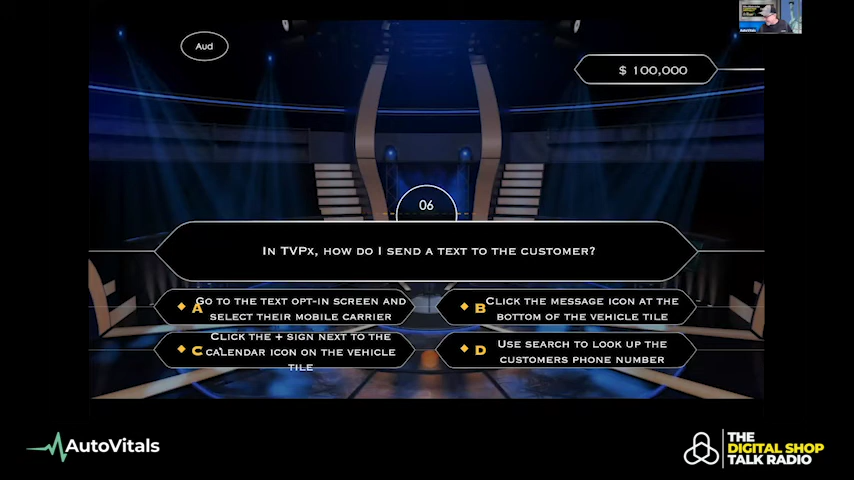 Aud
$ 100,000
06
In TVPx, how do I send a text to the customer?
A
Go to the text opt-in screen and
select their mobile carrier
B
Click the message icon at the
bottom of the vehicle tile
C
Click the + sign next to the
calendar icon on the vehicle
tile
D
Use search to look up the
customers phone number
AutoVitals
THE
DIGITAL SHOP
TALK RADIO